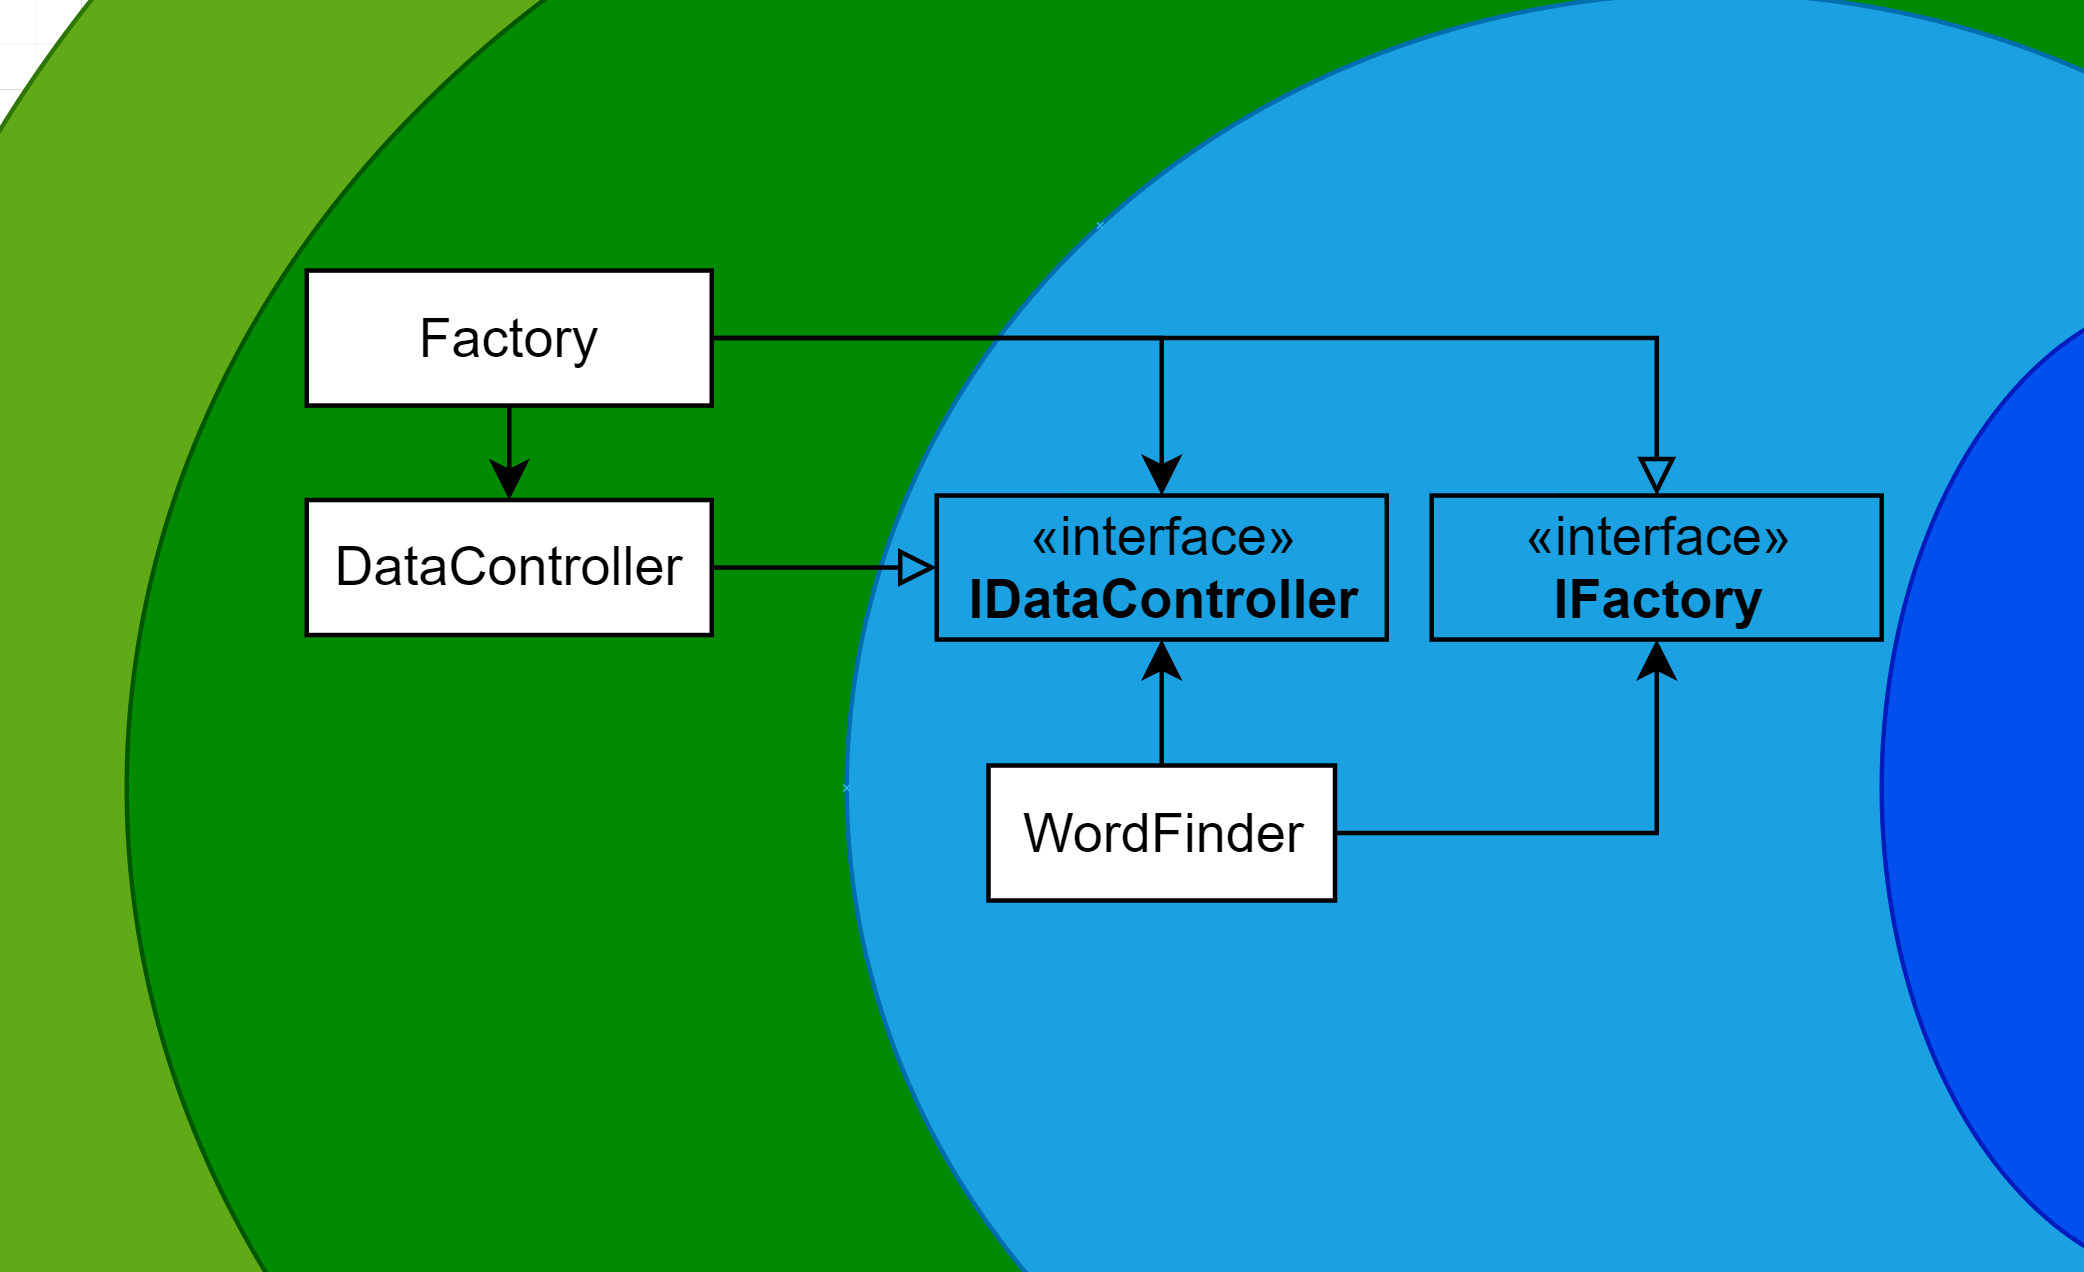 Factory
DataController
«interface»
IDataController
«interface»
IFactory
WordFinder